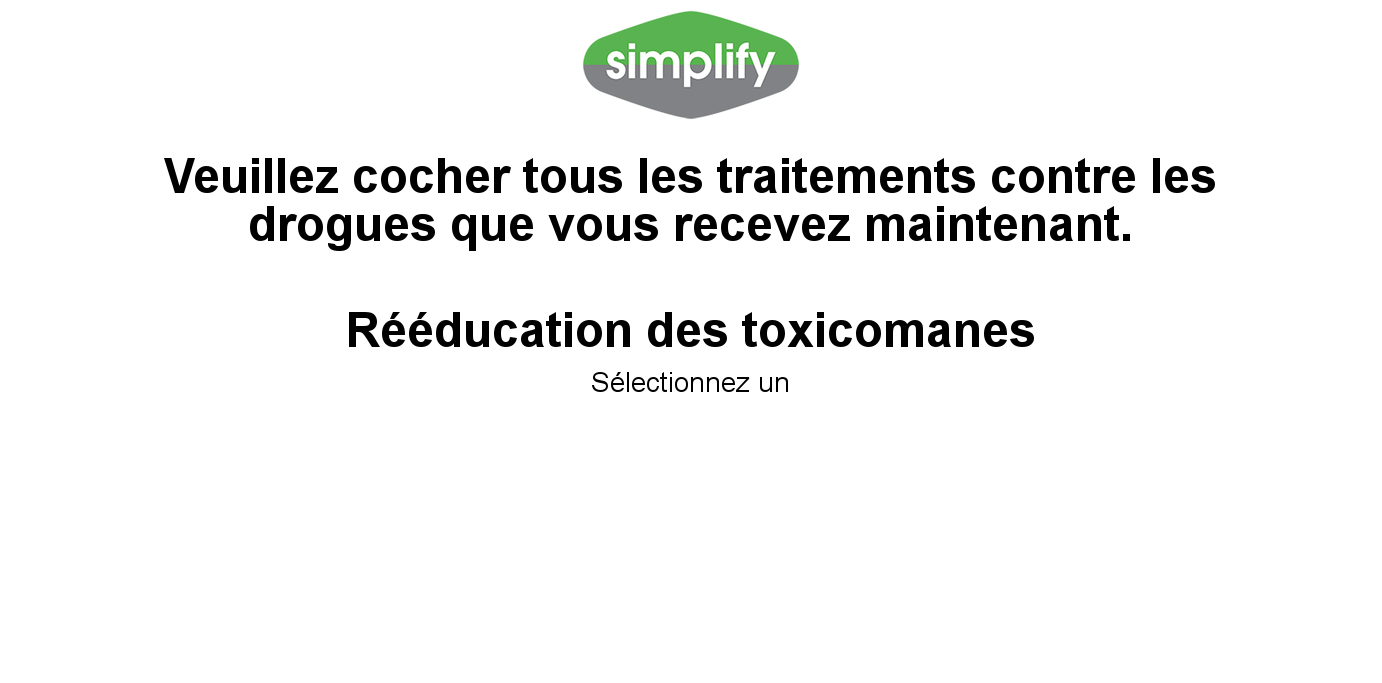 simplify
Veuillez cocher tous les traitements contre les
drogues que vous recevez maintenant.
Rééducation des toxicomanes
Sélectionnez un